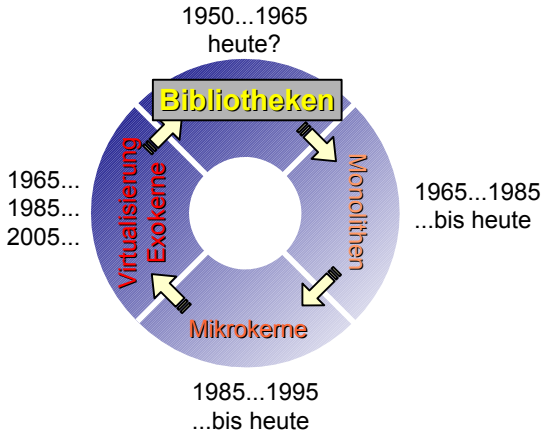 1950...1965
heute?
Bibliotheken
Monolithen
1965...1985
...bis heute
Mikrokerne
1985...1995
...bis heute
Virtualisierung
Exokerne
1965...
1985...
2005...